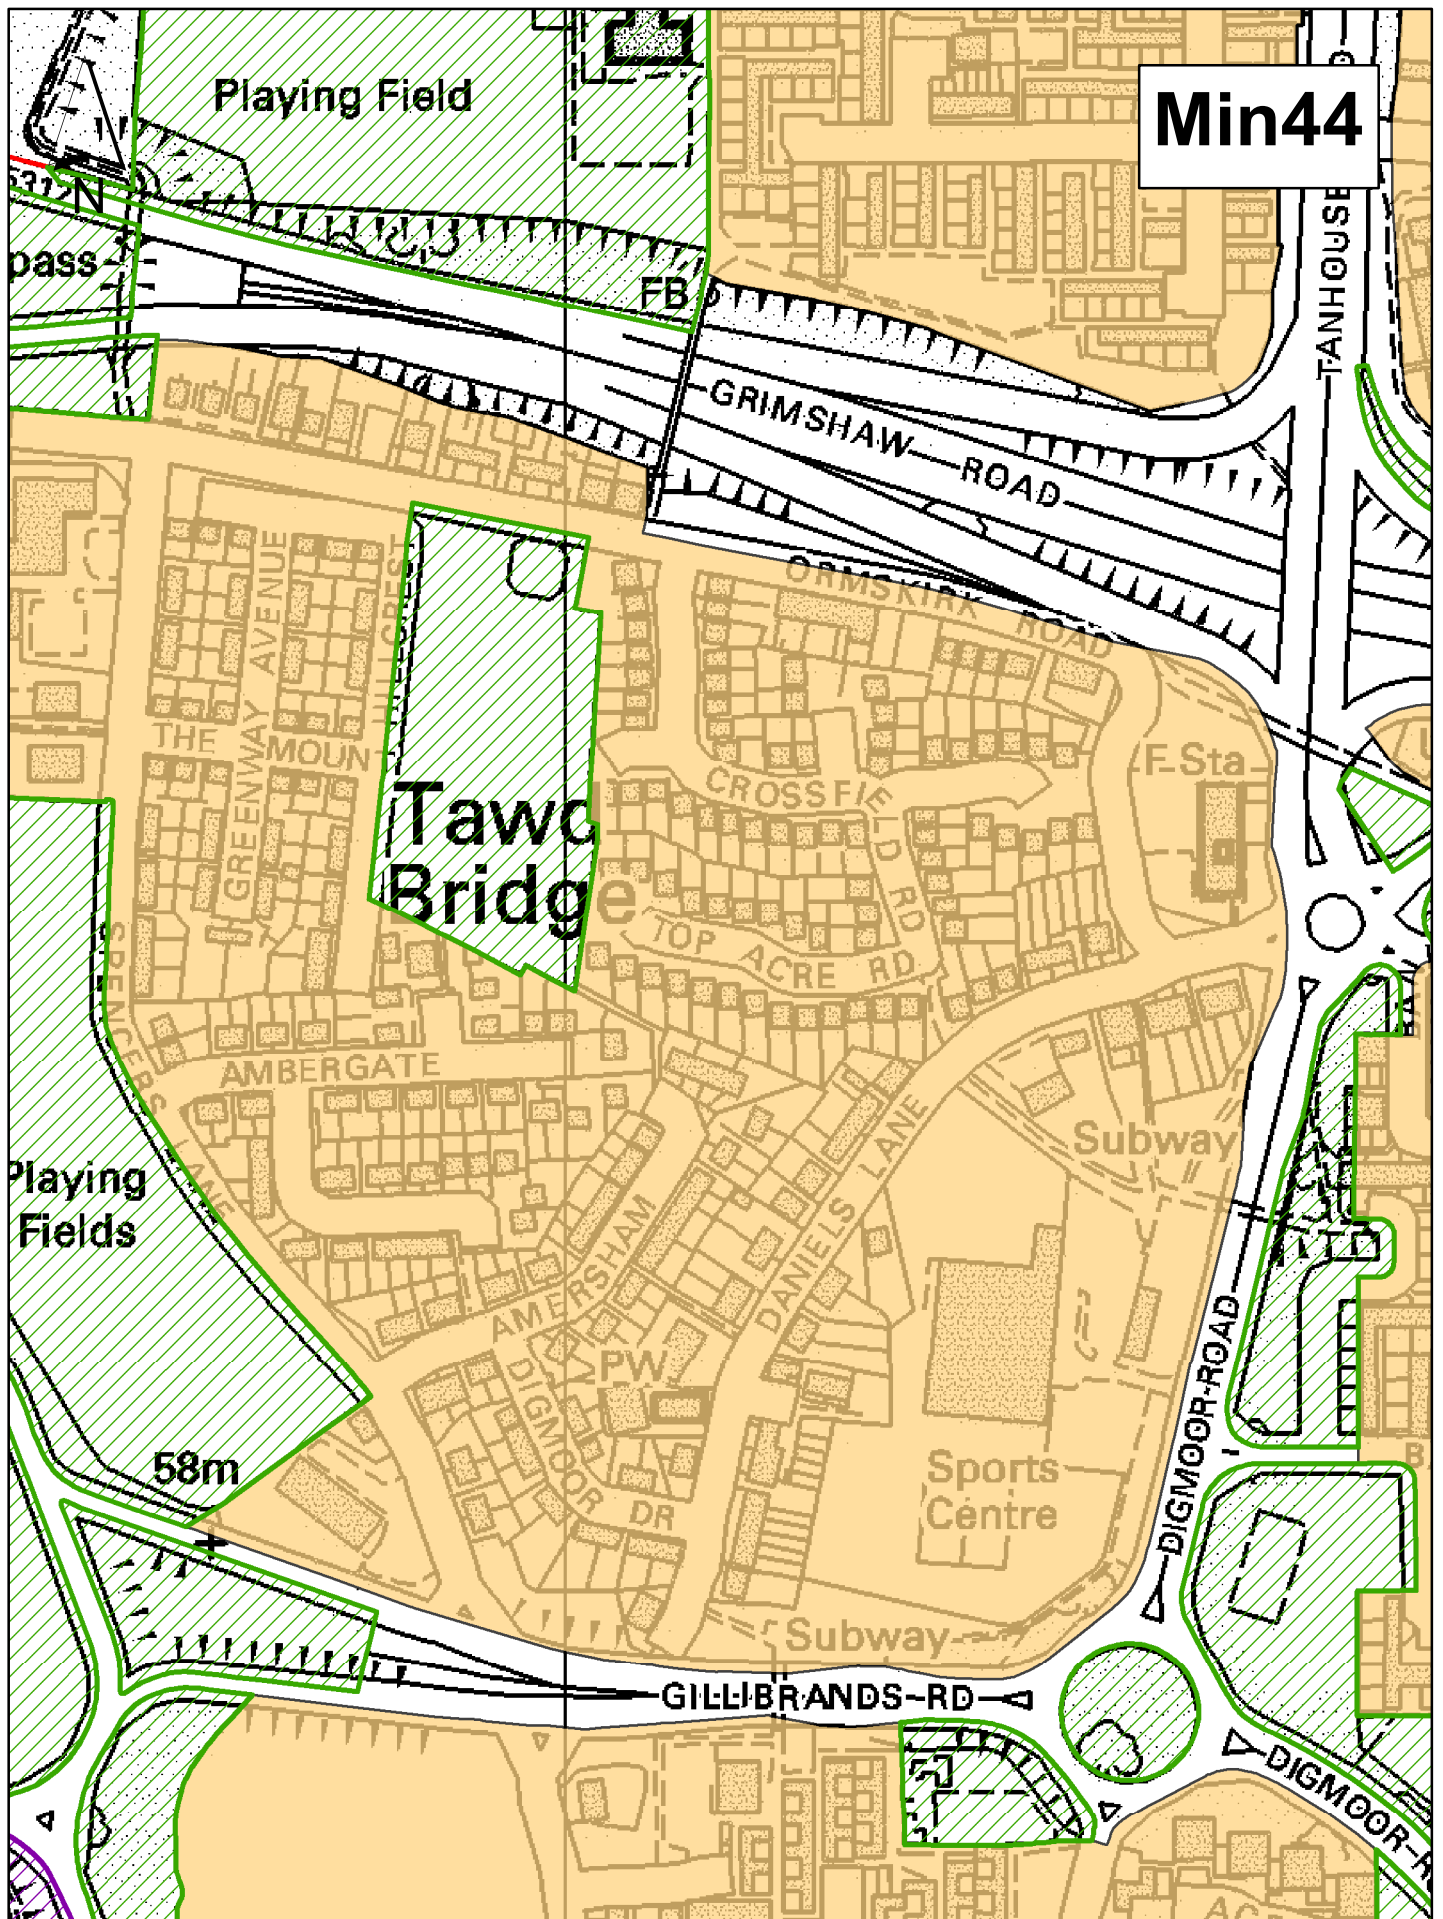 Min44
Playing Field
TANHOUSE
N
pass
FB
GRIMSHAW ROAD
ORMSKIRK ROAD
GREENWAY AVENUE
THE MOUN
F Sta
CROSSFIELD RD
Tawd
Bridge
TOP ACRE RD
SPENCERS LANE
AMBERGATE
Subway
Playing
Fields
AMERSHAM
DANIELS LANE
PW
DIGMOOR DR
DIGMOOR-ROAD
58m
Sports
Centre
Subway
GILLIBRANDS-RD
DIGMOOR-R